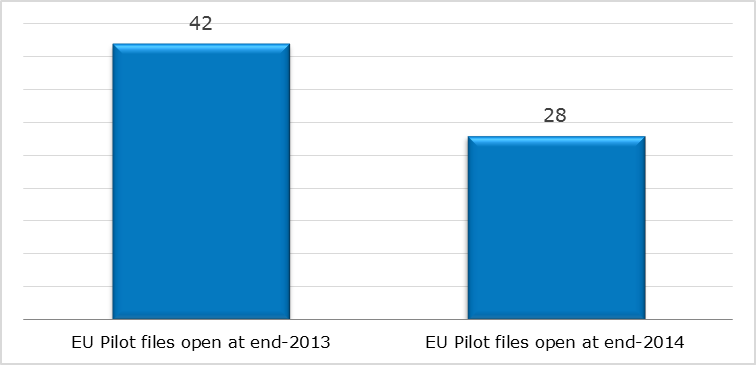 42
28
EU Pilot files open at end-2013
EU Pilot files open at end-2014